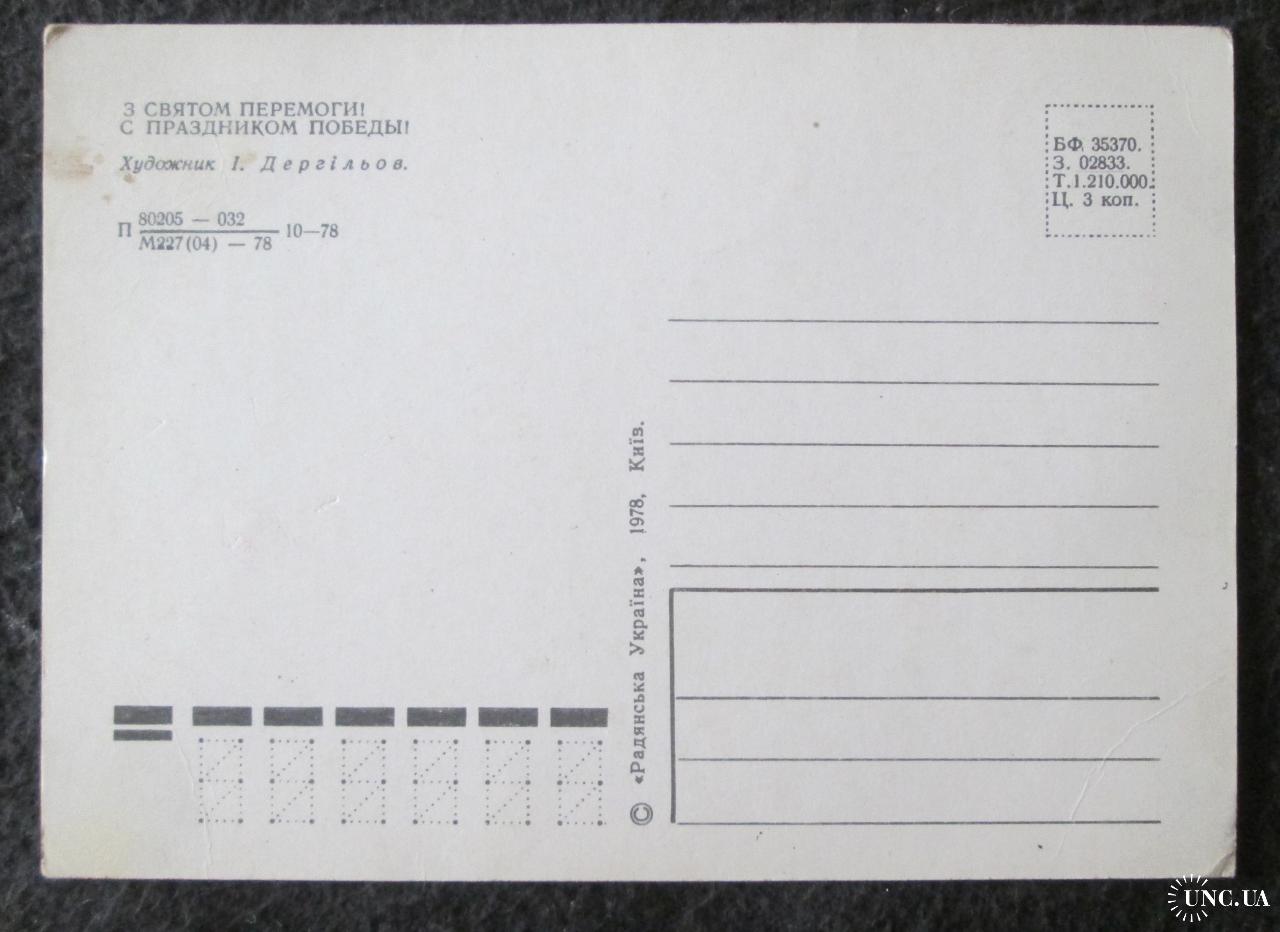 З СВЯТОМ ПЕРЕМОГИ!
С ПРАЗДНИКОМ ПОБЕДЫ!
Художник І. Дергільов.
П 80205 — 032 10—78
М227(04) — 78
БФ. 35370.
З. 02833.
Т.1.210.000.
Ц. 3 коп.
© «Радянська Україна», 1978, Київ.
UNC.UA